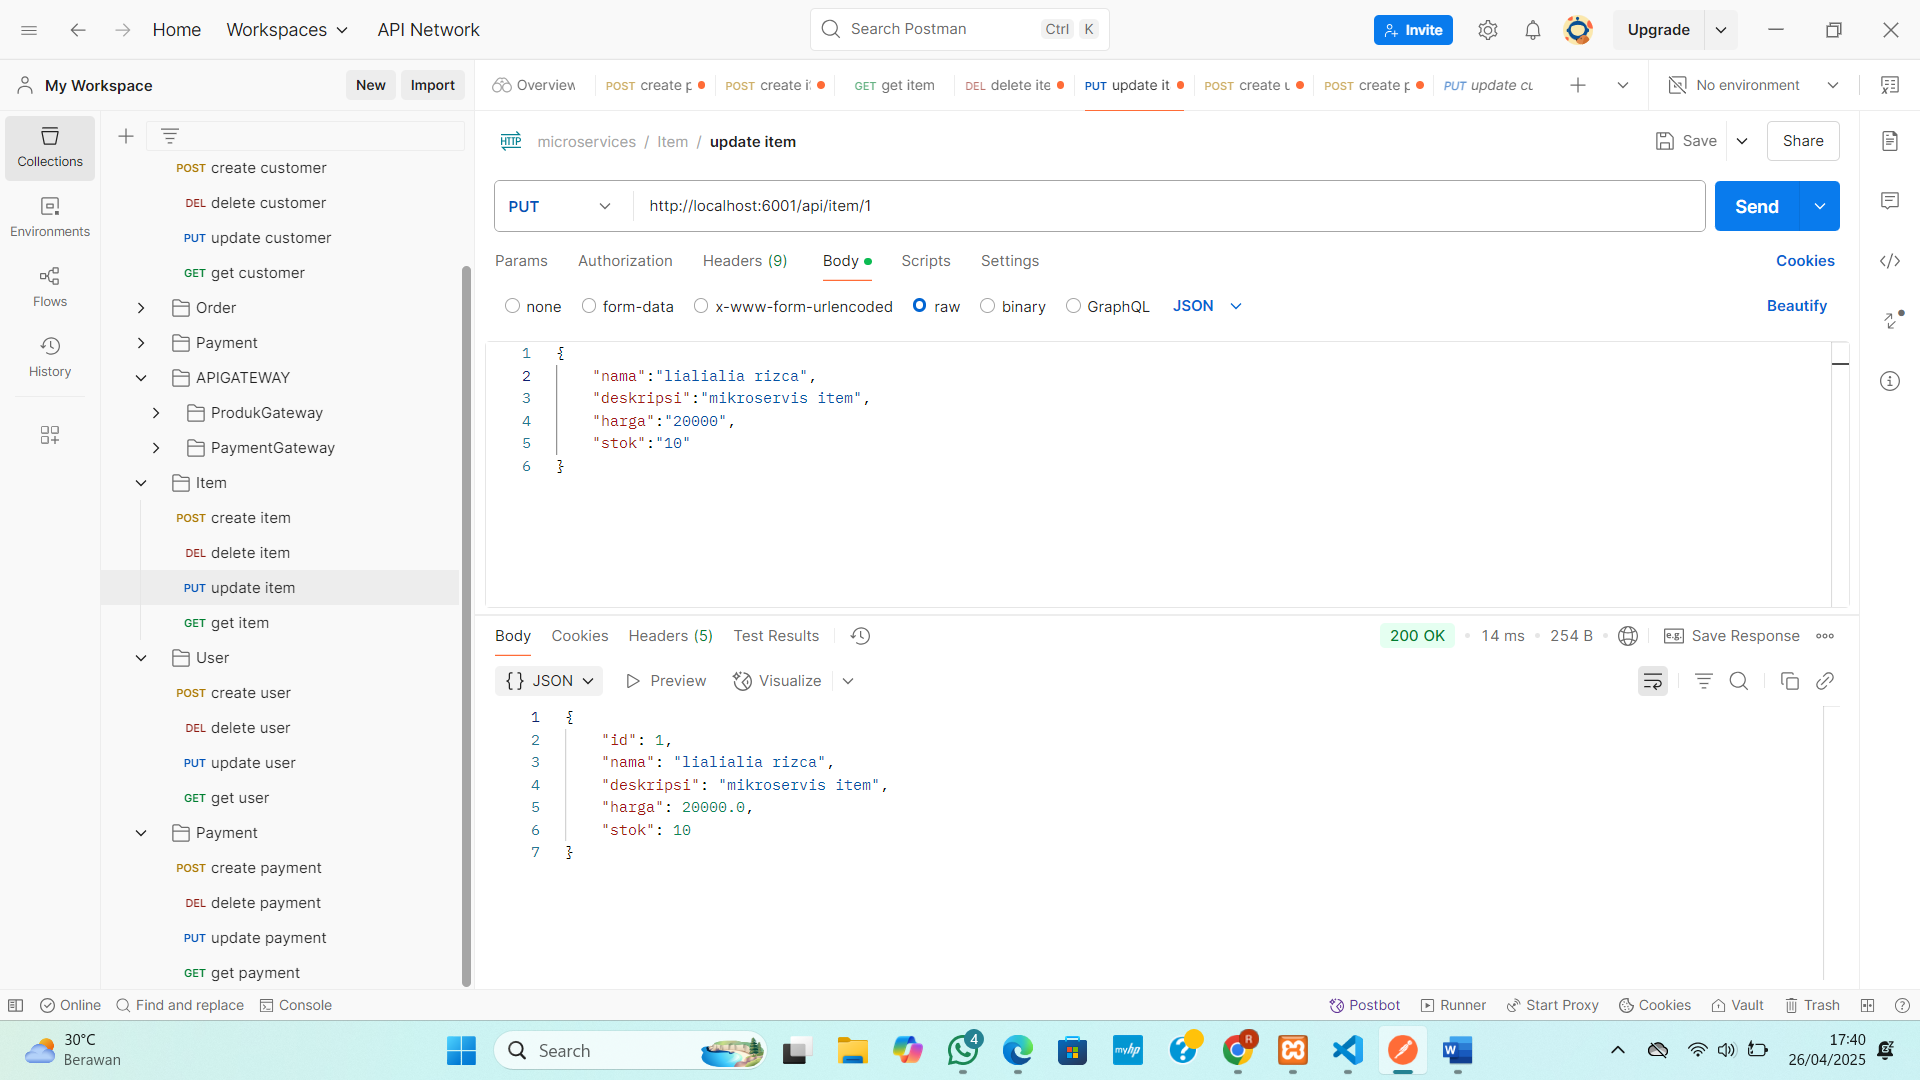 Home
Workspaces
API Network
Search Postman
Ctrl
K
Invite
Upgrade
My Workspace
New
Import
Overview
POST create p
POST create i
GET get item
DEL delete ite
PUT update it
POST create u
POST create p
PUT update cu
No environment
Collections
Environments
Flows
History
POST create customer
DEL delete customer
PUT update customer
GET get customer
Order
Payment
APIGATEWAY
ProdukGateway
PaymentGateway
Item
POST create item
DEL delete item
PUT update item
GET get item
User
POST create user
DEL delete user
PUT update user
GET get user
Payment
POST create payment
DEL delete payment
PUT update payment
GET get payment
HTTP microservices / Item / update item
Save
Share
PUT
http://localhost:6001/api/item/1
Send
Params
Authorization
Headers (9)
Body
Scripts
Settings
Cookies
none
form-data
x-www-form-urlencoded
raw
binary
GraphQL
JSON
Beautify
1 {
2 "nama":"lialialia rizca",
3 "deskripsi":"mikroservis item",
4 "harga":"20000",
5 "stok":"10"
6 }
Body
Cookies
Headers (5)
Test Results
200 OK
14 ms
254 B
e.g. Save Response
{} JSON
Preview
Visualize
1 {
2 "id": 1,
3 "nama": "lialialia rizca",
4 "deskripsi": "mikroservis item",
5 "harga": 20000.0,
6 "stok": 10
7 }
Online
Find and replace
Console
Postbot
Runner
Start Proxy
Cookies
Vault
Trash
30°C
Berawan
Search
4
myhp
R
W
17:40
26/04/2025